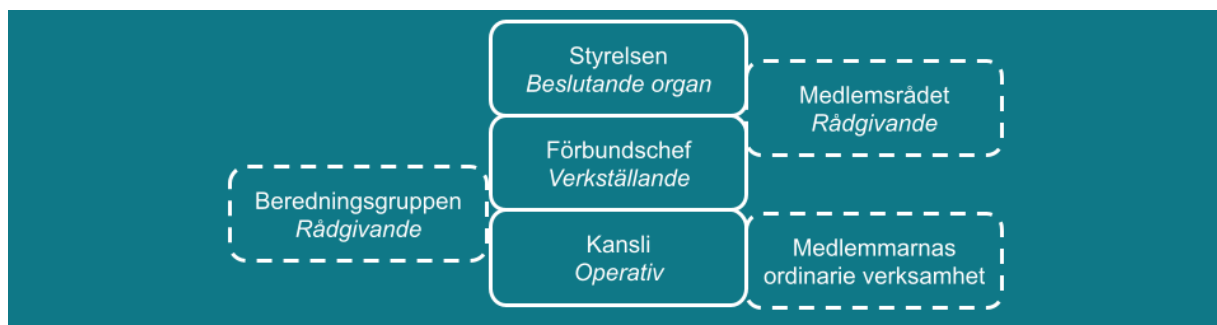 Styrelsen
Beslutande organ
Medlemsrådet
Rådgivande
Förbundschef
Verkställande
Beredningsgruppen
Rådgivande
Kansli
Operativ
Medlemmarnas
ordinarie verksamhet